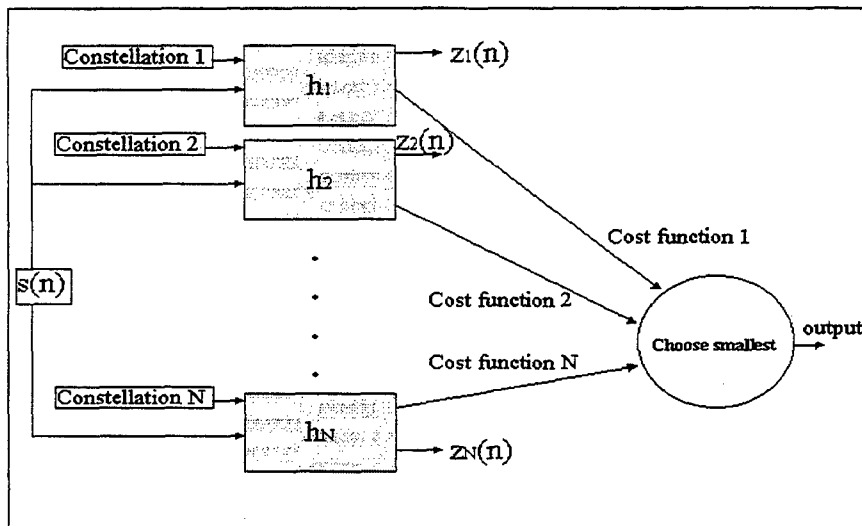 Constellation 1
z1(n)
h1
Constellation 2
z2(n)
h2
Cost function 1
s(n)
Cost function 2
output
Choose smallest
Cost function N
Constellation N
hN
zN(n)